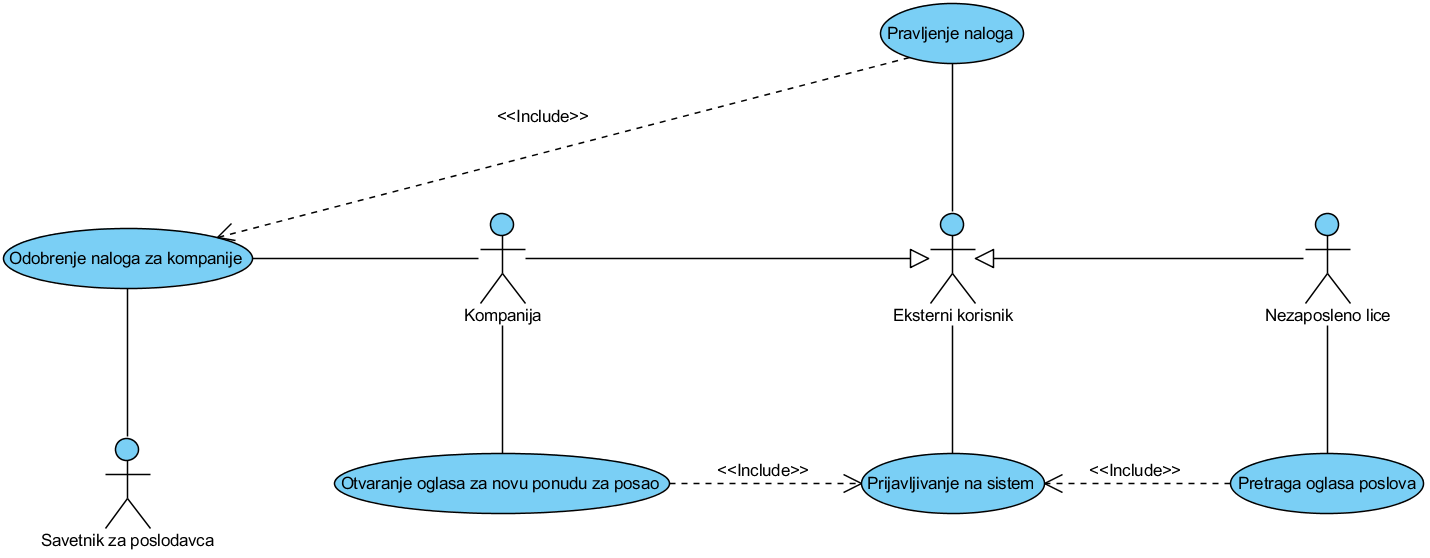 Pravljenje naloga
<<Include>>
Odobrenje naloga za kompanije
Kompanija
Eksterni korisnik
Nezaposleno lice
<<Include>>
<<Include>>
Otvaranje oglasa za novu ponudu za posao
Prijavljivanje na sistem
Pretraga oglasa poslova
Savetnik za poslodavca